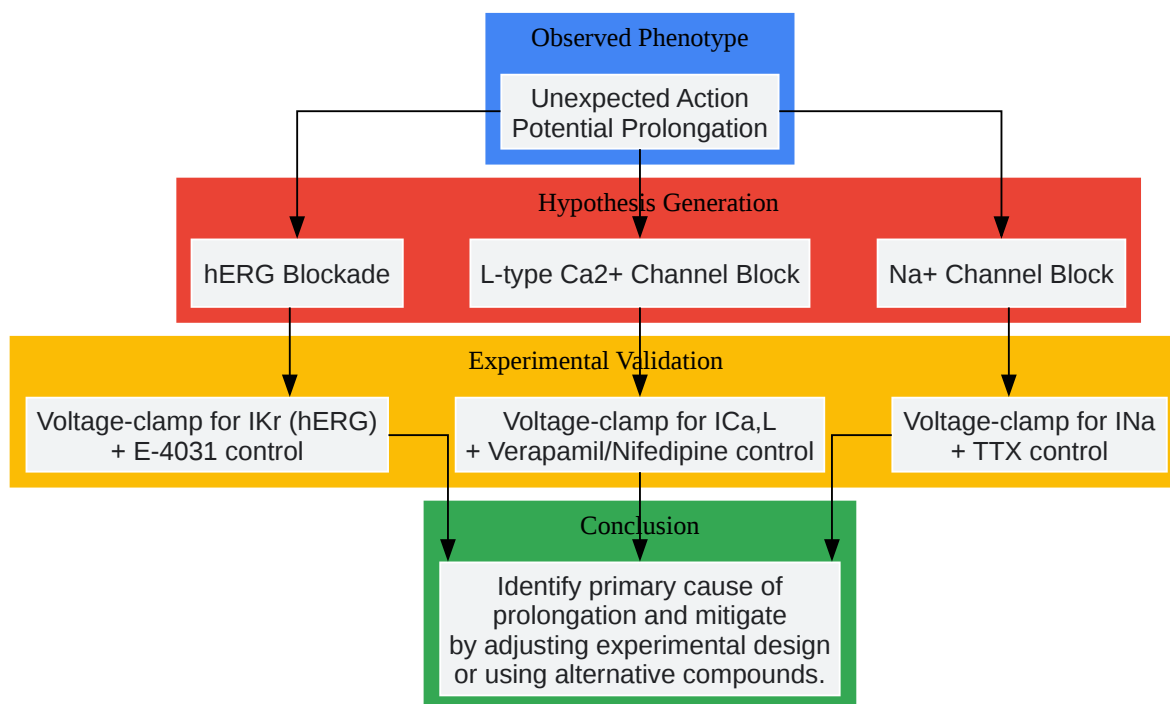 Observed Phenotype
Unexpected Action
Potential Prolongation
Hypothesis Generation
hERG Blockade
L-type Ca2+ Channel Block
Na+ Channel Block
Experimental Validation
Voltage-clamp for IKr (hERG)
+ E-4031 control
Voltage-clamp for ICa,L
+ Verapamil/Nifedipine control
Voltage-clamp for INa
+ TTX control
Conclusion
Identify primary cause of
prolongation and mitigate
by adjusting experimental design
or using alternative compounds.